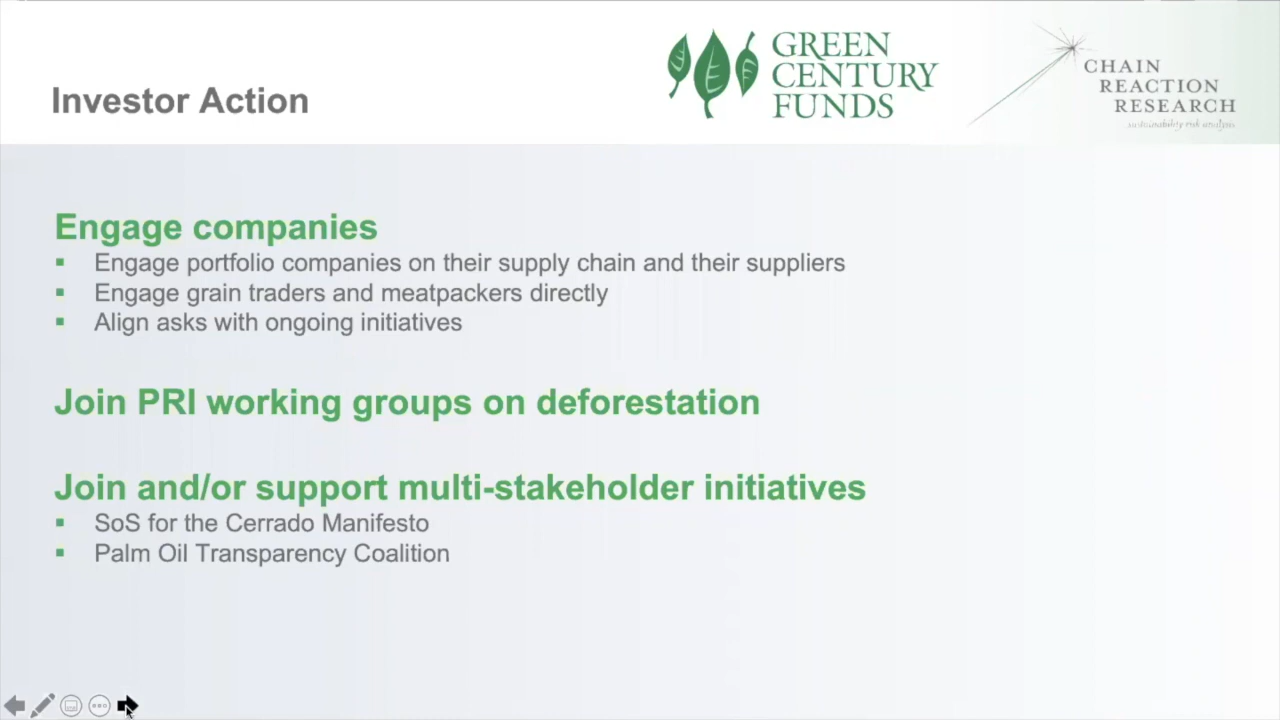 Investor Action
GREEN
CENTURY
FUNDS
CHAIN
REACTION
RESEARCH
...sustainability risk analysis
Engage companies
Engage portfolio companies on their supply chain and their suppliers
Engage grain traders and meatpackers directly
Align asks with ongoing initiatives
Join PRI working groups on deforestation
Join and/or support multi-stakeholder initiatives
SoS for the Cerrado Manifesto
Palm Oil Transparency Coalition